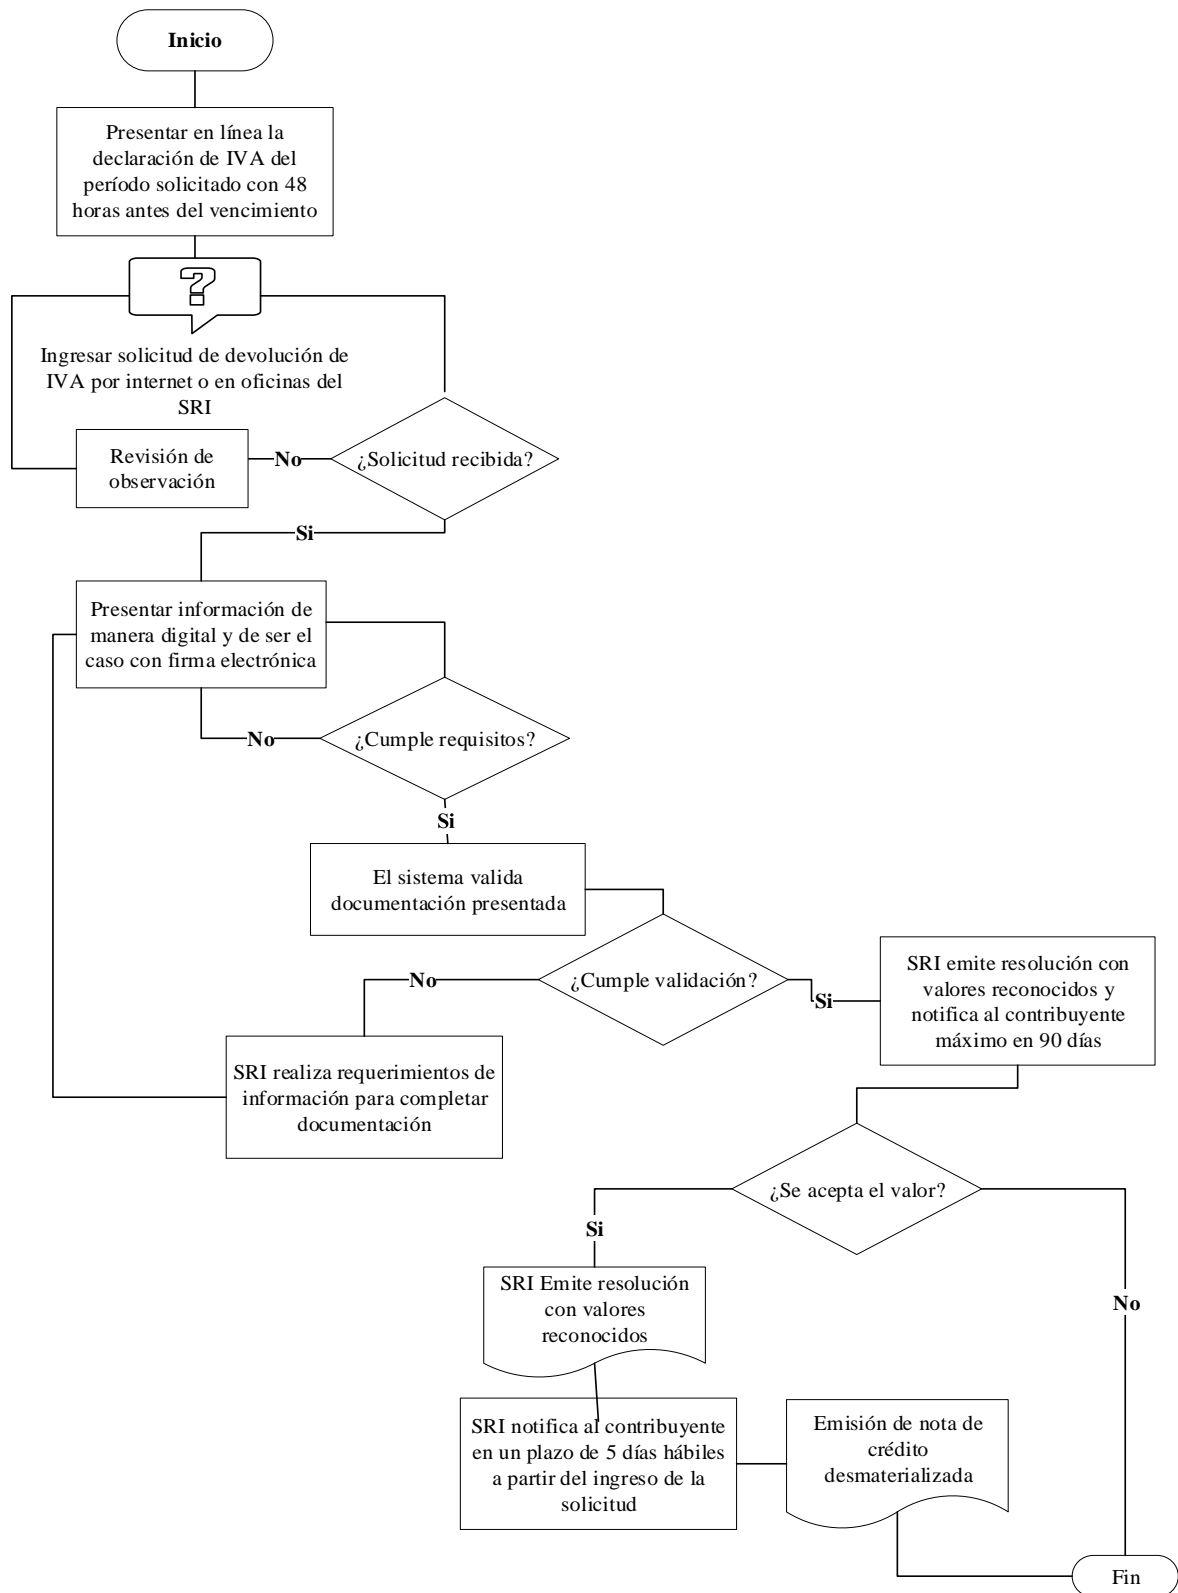 Inicio
Presentar en línea la
declaración de IVA del
período solicitado con 48
horas antes del vencimiento
?
Ingresar solicitud de devolución de
IVA por internet o en oficinas del
SRI
Revisión de
observación
No
¿Solicitud recibida?
Si
Presentar información de
manera digital y de ser el
caso con firma electrónica
No
¿Cumple requisitos?
Si
El sistema valida
documentación presentada
No
¿Cumple validación?
Si
SRI emite resolución con
valores reconocidos y
notifica al contribuyente
máximo en 90 días
SRI realiza requerimientos de
información para completar
documentación
¿Se acepta el valor?
Si
No
SRI Emite resolución
con valores
reconocidos
SRI notifica al contribuyente
en un plazo de 5 días hábiles
a partir del ingreso de la
solicitud
Emisión de nota de
crédito
desmaterializada
Fin